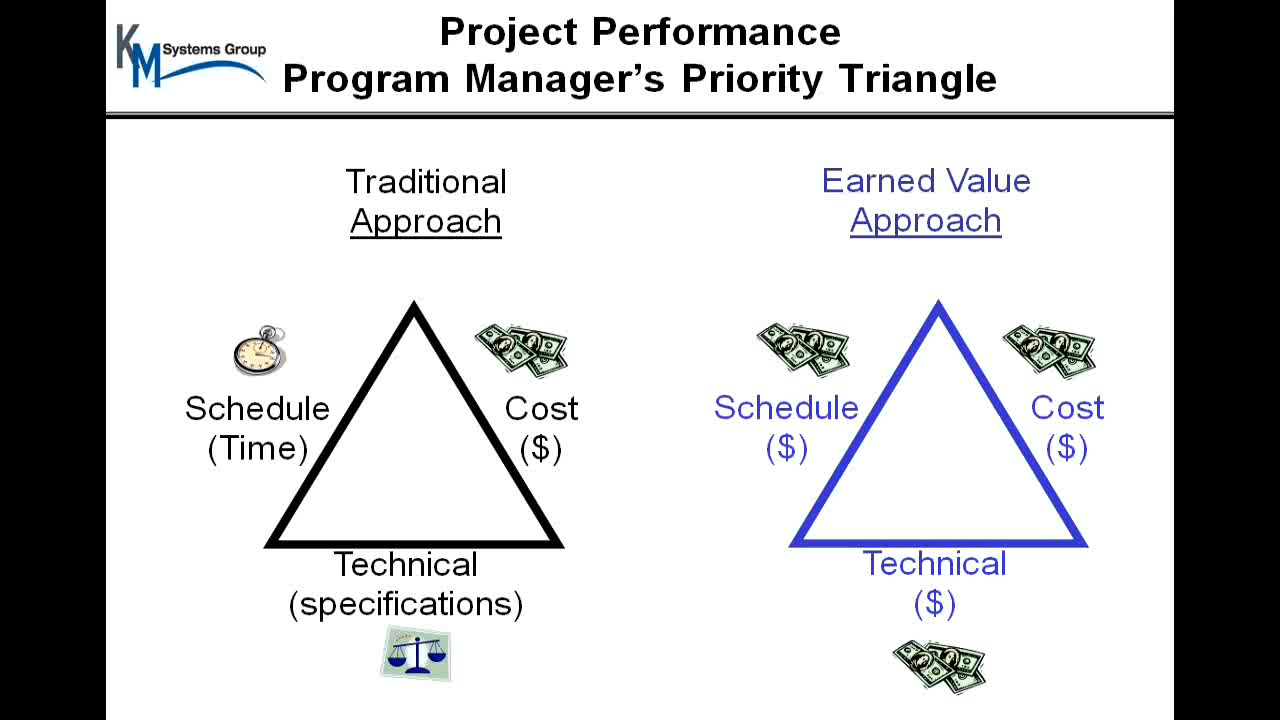 KM Systems Group
Project Performance
Program Manager's Priority Triangle
Traditional
Approach
Schedule
(Time)
Cost
($)
Technical
(specifications)
Earned Value
Approach
Schedule
($)
Cost
($)
Technical
($)